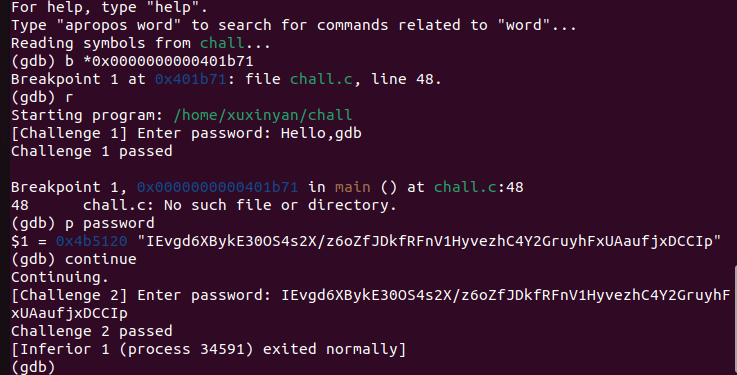 For help, type "help".
Type "apropos word" to search for commands related to "word"...
Reading symbols from chall...
(gdb) b *0x0000000000401b71
Breakpoint 1 at 0x401b71: file chall.c, line 48.
(gdb) r
Starting program: /home/xuxinyan/chall
[Challenge 1] Enter password: Hello,gdb
Challenge 1 passed

Breakpoint 1, 0x0000000000401b71 in main () at chall.c:48
48      chall.c: No such file or directory.
(gdb) p password
$1 = 0x4b5120 "IEvgd6XBykE30OS4s2X/z6oZfJDkfRFnV1HyvezhC4Y2GruyhFxUAaufjxDCCIp"
(gdb) continue
Continuing.
[Challenge 2] Enter password: IEvgd6XBykE30OS4s2X/z6oZfJDkfRFnV1HyvezhC4Y2GruyhF
xUAaufjxDCCIp
Challenge 2 passed
[Inferior 1 (process 34591) exited normally]
(gdb)